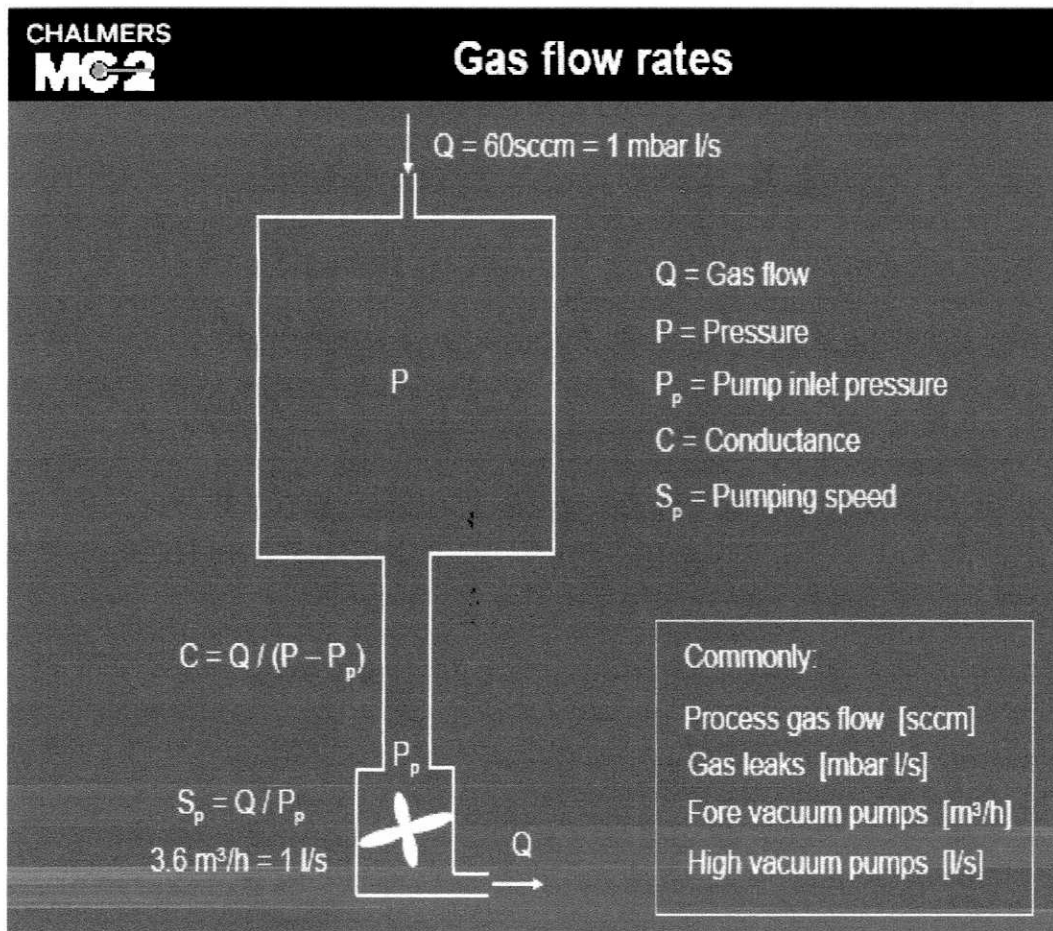 CHALMERS
MC2
Gas flow rates
Q = 60sccm = 1 mbar l/s
P
Q = Gas flow
P = Pressure
Pₚ = Pump inlet pressure
C = Conductance
Sₚ = Pumping speed
C = Q / (P – Pₚ)
Pₚ
Sₚ = Q / Pₚ
3.6 m³/h = 1 l/s
Q
Commonly:
Process gas flow [sccm]
Gas leaks [mbar l/s]
Fore vacuum pumps [m³/h]
High vacuum pumps [l/s]